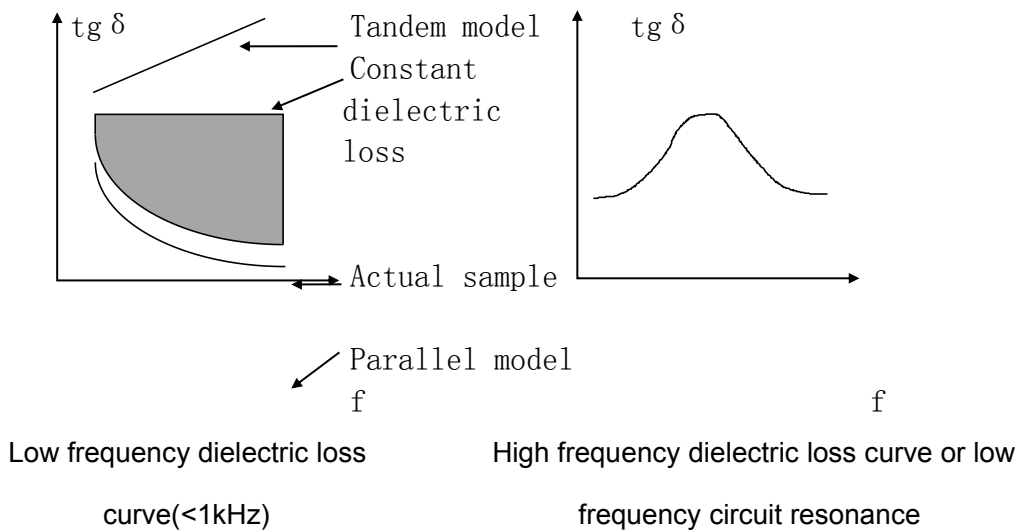 tg δ
Tandem model
Constant
dielectric
loss
Actual sample
Parallel model
f
Low frequency dielectric loss
curve(<1kHz)
tg δ
f
High frequency dielectric loss curve or low
frequency circuit resonance